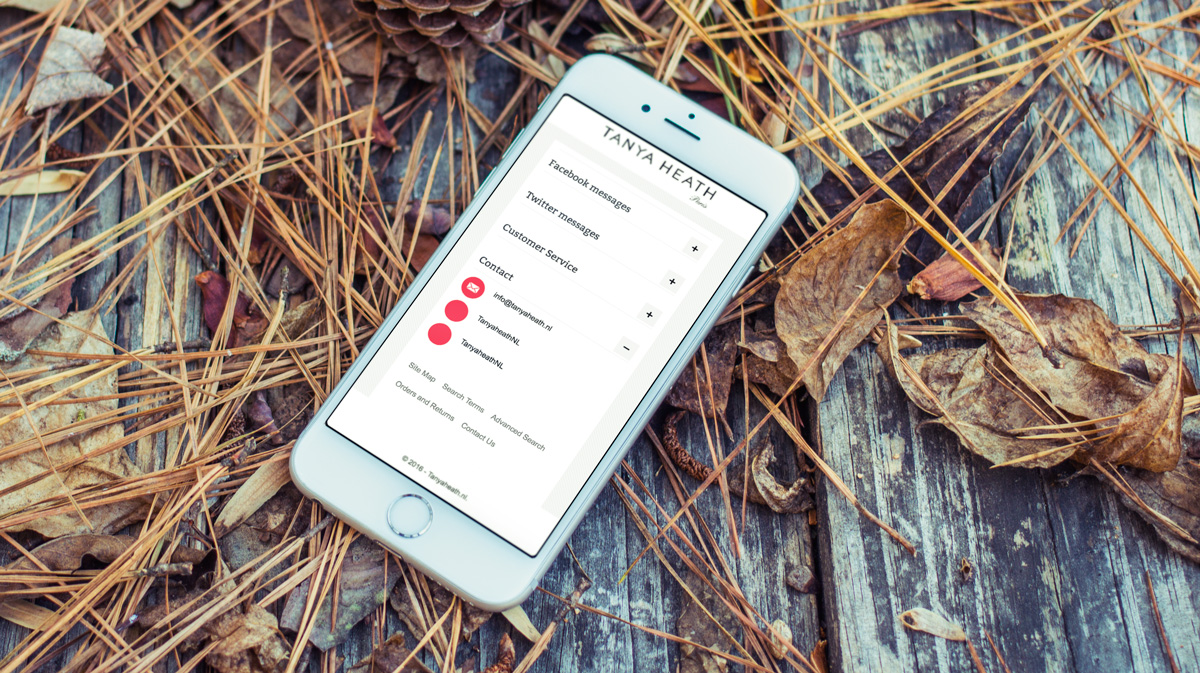 TANYA HEATH
Paris
Facebook messages
Twitter messages
Customer Service
Contact
info@tanyaheath.nl
TanyaheathNL
TanyaheathNL
Site Map Search Terms Advanced Search
Orders and Returns Contact Us
© 2016 - Tanyaheath.nl.